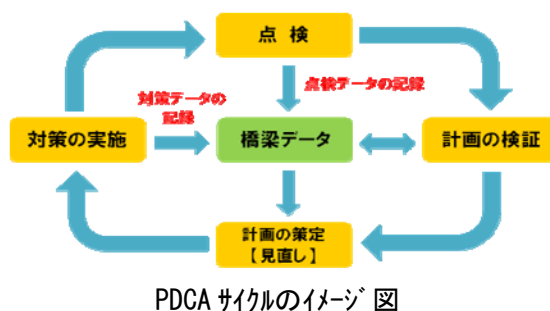 点 検
対策データの
記録
点検データの記録
対策の実施
橋梁データ
計画の検証
計画の策定
【見直し】
PDCA ｻｲｸﾙのｲﾒｰｼﾞ図